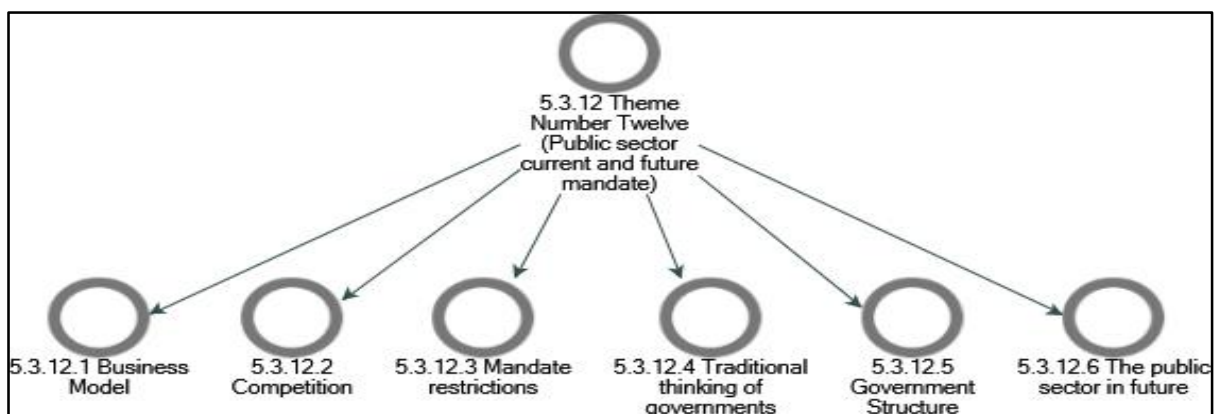 5.3.12 Theme
Number Twelve
(Public sector
current and future
mandate)
5.3.12.1 Business
Model
5.3.12.2
Competition
5.3.12.3 Mandate
restrictions
5.3.12.4 Traditional
thinking of
governments
5.3.12.5
Government
Structure
5.3.12.6 The public
sector in future